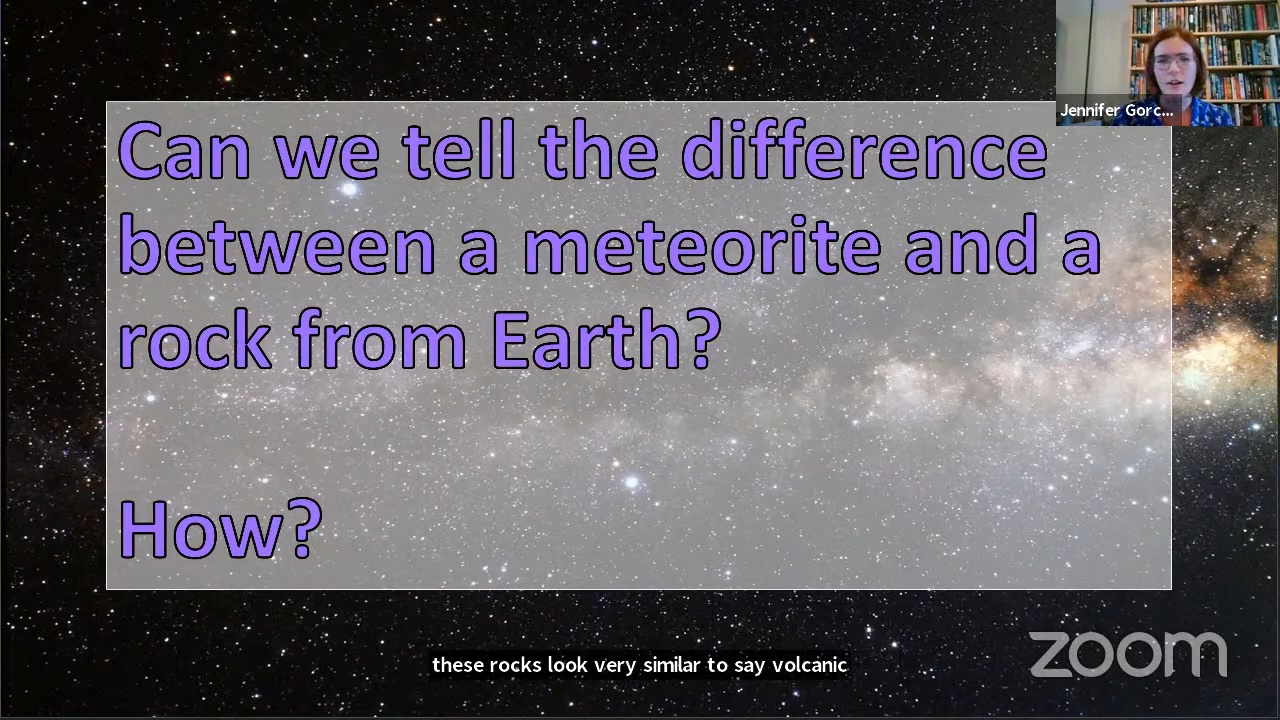 Jennifer Gorc...
Can we tell the difference
between a meteorite and a
rock from Earth?
How?
these rocks look very similar to say volcanic
zoom